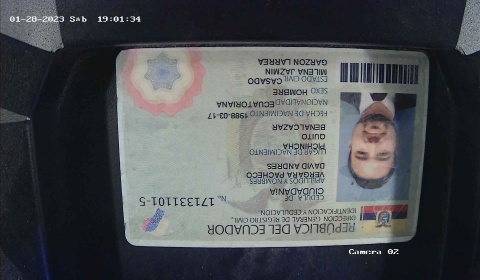 01-28-2023 Sab 19:01:34
REPÚBLICA DEL ECUADOR
DIRECCIÓN GENERAL DE REGISTRO CIVIL
IDENTIFICACIÓN Y CEDULACIÓN
CÉDULA DE
CIUDADANÍA
N. 171331101-5
APELLIDOS Y NOMBRES
VERGARA PACHECO
DAVID ANDRES
LUGAR DE NACIMIENTO
PICHINCHA
QUITO
BENALCAZAR
FECHA DE NACIMIENTO 1988-03-17
NACIONALIDAD ECUATORIANA
SEXO HOMBRE
ESTADO CIVIL CASADO
MILENA JAZMIN
GARZON LARREA
Camera 02